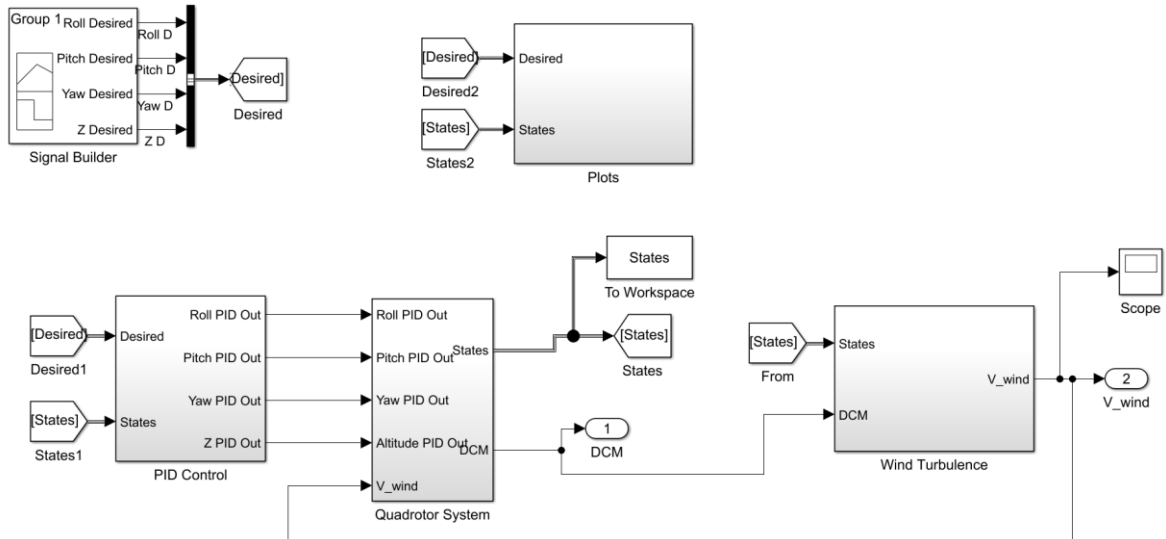 Group 1
Roll Desired
Roll D
Pitch Desired
Pitch D
Yaw Desired
Yaw D
Z Desired
Z D
Signal Builder
[Desired]
Desired
[Desired]
Desired2
[States]
States2
Desired
States
Plots
[Desired]
Desired1
[States]
States1
Desired
States
Roll PID Out
Pitch PID Out
Yaw PID Out
Z PID Out
PID Control
Roll PID Out
Pitch PID Out
Yaw PID Out
Altitude PID Out
V_wind
States
DCM
Quadrotor System
States
To Workspace
[States]
States
1
DCM
[States]
From
States
DCM
V_wind
Wind Turbulence
Scope
2
V_wind